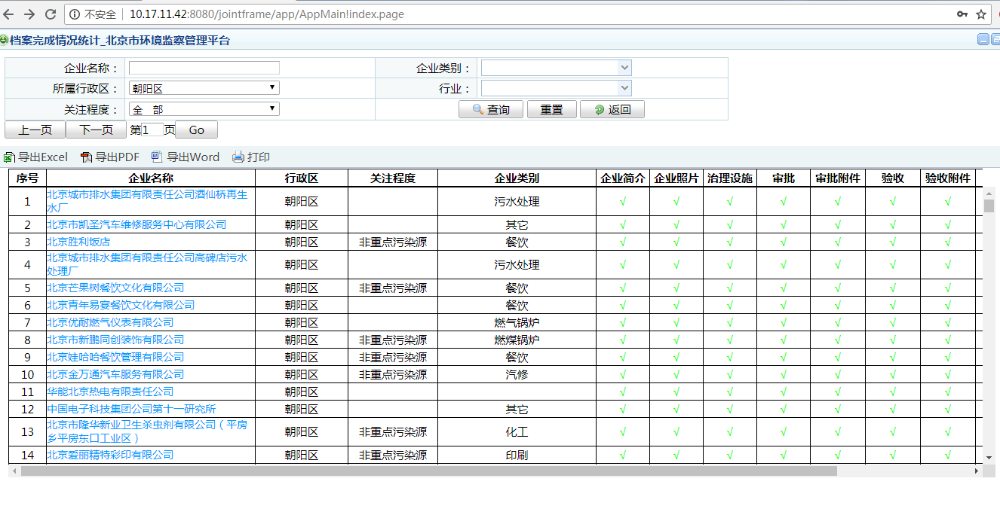 不安全 10.17.11.42:8080/jointframe/app/AppMain!index.page
档案完成情况统计_北京市环境监察管理平台
企业名称： 企业类别：
所属行政区： 朝阳区 行业：
关注程度： 全 部 查询 重置 返回
上一页 下一页 第1 页 Go
导出Excel 导出PDF 导出Word 打印
序号 企业名称 行政区 关注程度 企业类别 企业简介 企业照片 治理设施 审批 审批附件 验收 验收附件
1 北京城市排水集团有限责任公司酒仙桥再生 朝阳区 污水处理 √ √ √ √ √ √ √
水厂
2 北京市凯圣汽车维修服务中心有限公司 朝阳区 其它 √ √ √ √ √ √ √
3 北京胜利饭店 朝阳区 非重点污染源 餐饮 √ √ √ √ √ √ √
4 北京城市排水集团有限责任公司高碑店污水 朝阳区 污水处理 √ √ √ √ √ √ √
处理厂
5 北京芒果树餐饮文化有限公司 朝阳区 非重点污染源 餐饮 √ √ √ √ √ √ √
6 北京青年易宴餐饮文化有限公司 朝阳区 餐饮 √ √ √ √ √ √ √
7 北京优耐燃气仪表有限公司 朝阳区 燃气锅炉 √ √ √ √ √ √ √
8 北京市新鹏同创装饰有限公司 朝阳区 非重点污染源 燃煤锅炉 √ √ √ √ √ √ √
9 北京娃哈哈餐饮管理有限公司 朝阳区 非重点污染源 餐饮 √ √ √ √ √ √ √
10 北京金万通汽车服务有限公司 朝阳区 非重点污染源 汽修 √ √ √ √ √ √ √
11 华能北京热电有限责任公司 朝阳区 √ √ √ √ √ √ √
12 中国电子科技集团公司第十一研究所 朝阳区 其它 √ √ √ √ √ √ √
13 北京市隆华新业卫生杀虫剂有限公司（平房 朝阳区 非重点污染源 化工 √ √ √ √ √ √ √
乡平房东口工业区）
14 北京爱丽精特彩印有限公司 朝阳区 非重点污染源 印刷 √ √ √ √ √ √ √